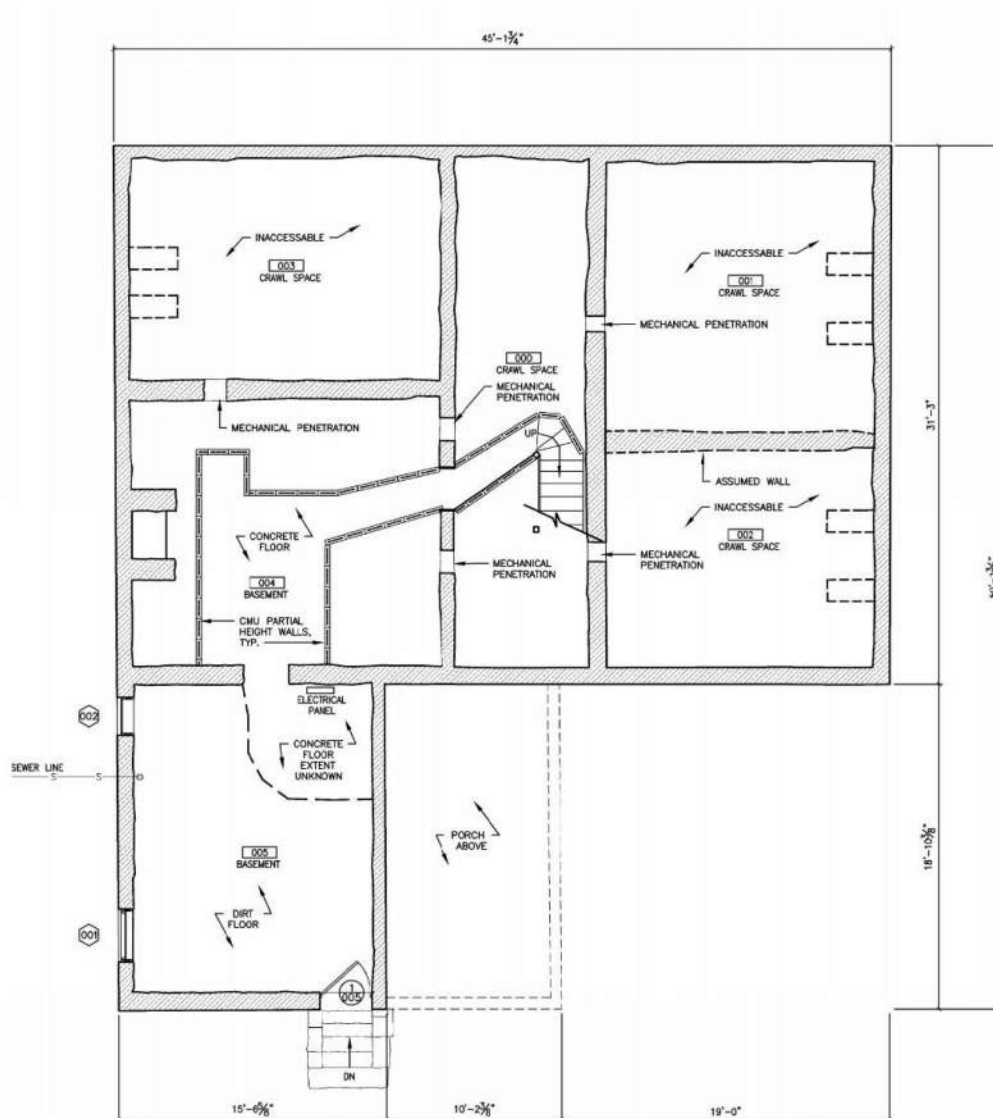 45'-1¾"
INACCESSABLE
003
CRAWL SPACE
INACCESSABLE
001
CRAWL SPACE
MECHANICAL PENETRATION
000
CRAWL SPACE
MECHANICAL
PENETRATION
MECHANICAL PENETRATION
UP
31'-3"
ASSUMED WALL
INACCESSABLE
002
CRAWL SPACE
CONCRETE
FLOOR
004
BASEMENT
MECHANICAL
PENETRATION
MECHANICAL
PENETRATION
CMU PARTIAL
HEIGHT WALLS,
TYP.
002
ELECTRICAL
PANEL
CONCRETE
FLOOR
EXTENT
UNKNOWN
SEWER LINE
S S
PORCH
ABOVE
005
BASEMENT
18'-10⅜"
DIRT
FLOOR
001
1
005
DN
15'-6⅝"
10'-2⅜"
19'-0"